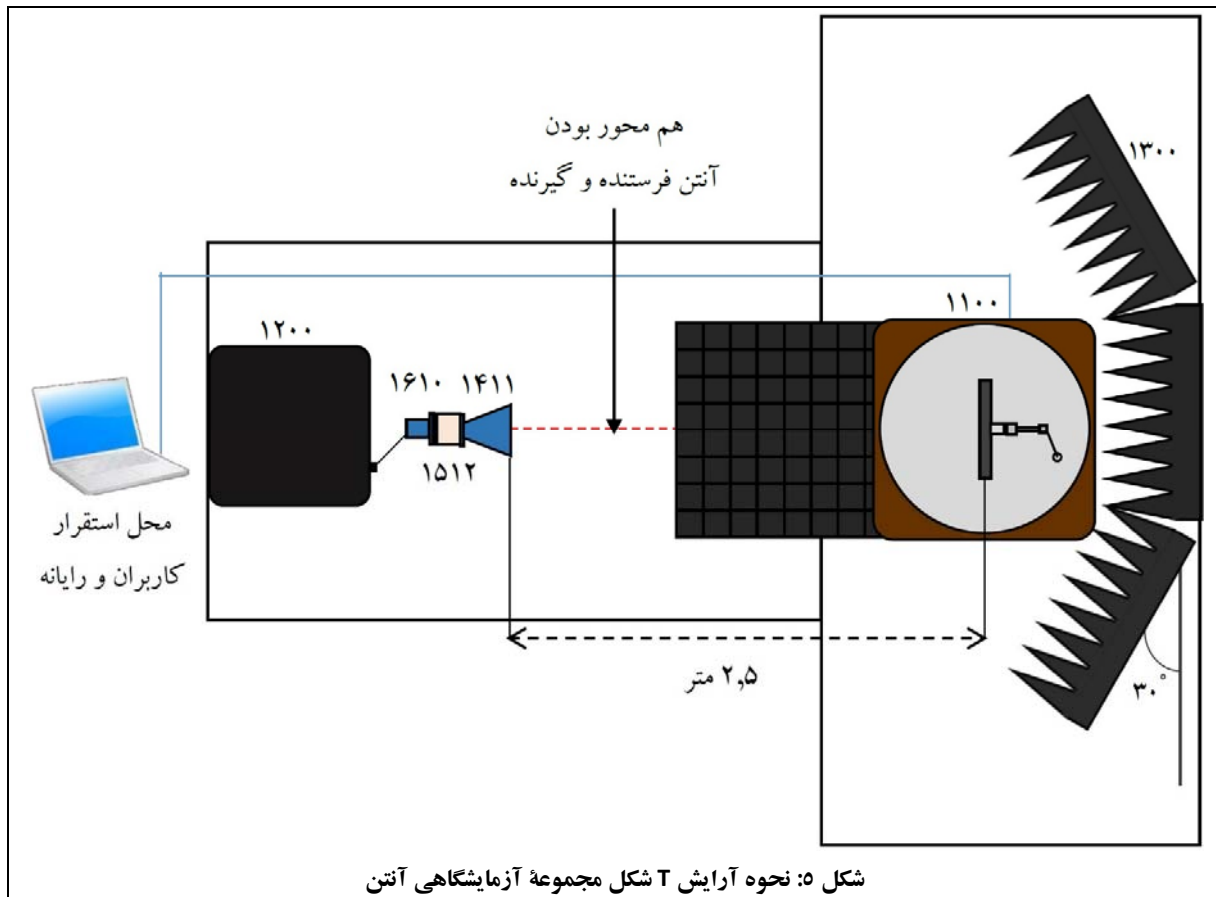 هم محور بودن
آنتن فرستنده و گیرنده
۱۳۰۰
۱۱۰۰
۱۲۰۰
۱۶۱۰ ۱۴۱۱
۱۵۱۲
محل استقرار
کاربران و رایانه
۲,۵ متر
۳۰°
شکل ۵: نحوه آرایش T شکل مجموعهٔ آزمایشگاهی آنتن